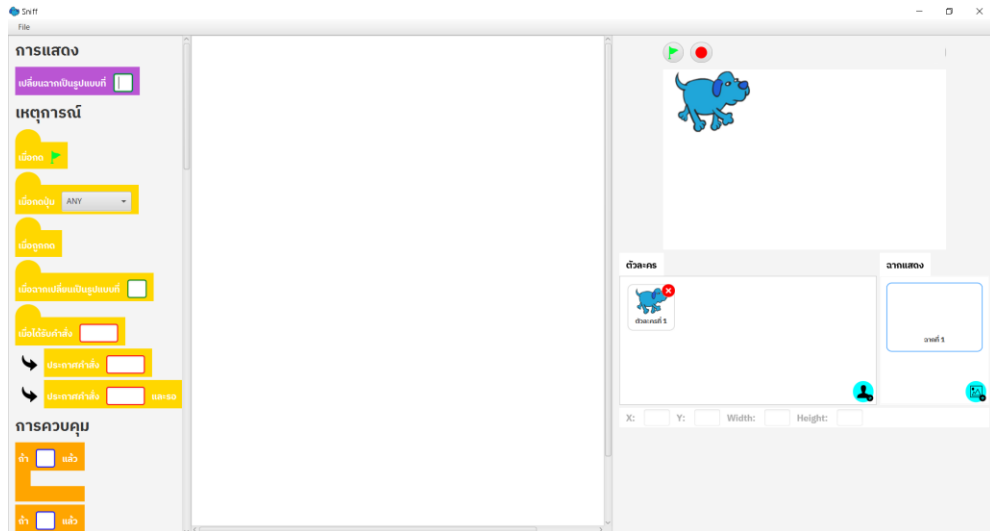 Sniff
File
การแสดง
เปลี่ยนฉากเป็นรูปแบบที่
เหตุการณ์
เมื่อกด
เมื่อกดปุ่ม ANY
เมื่อถูกกด
เมื่อฉากเปลี่ยนเป็นรูปแบบที่
เมื่อได้รับคำสั่ง
ประกาศคำสั่ง
ประกาศคำสั่ง และรอ
การควบคุม
ถ้า แล้ว
ถ้า แล้ว
ตัวละคร
ตัวละครที่ 1
ฉากแสดง
ฉากที่ 1
X: Y: Width: Height: